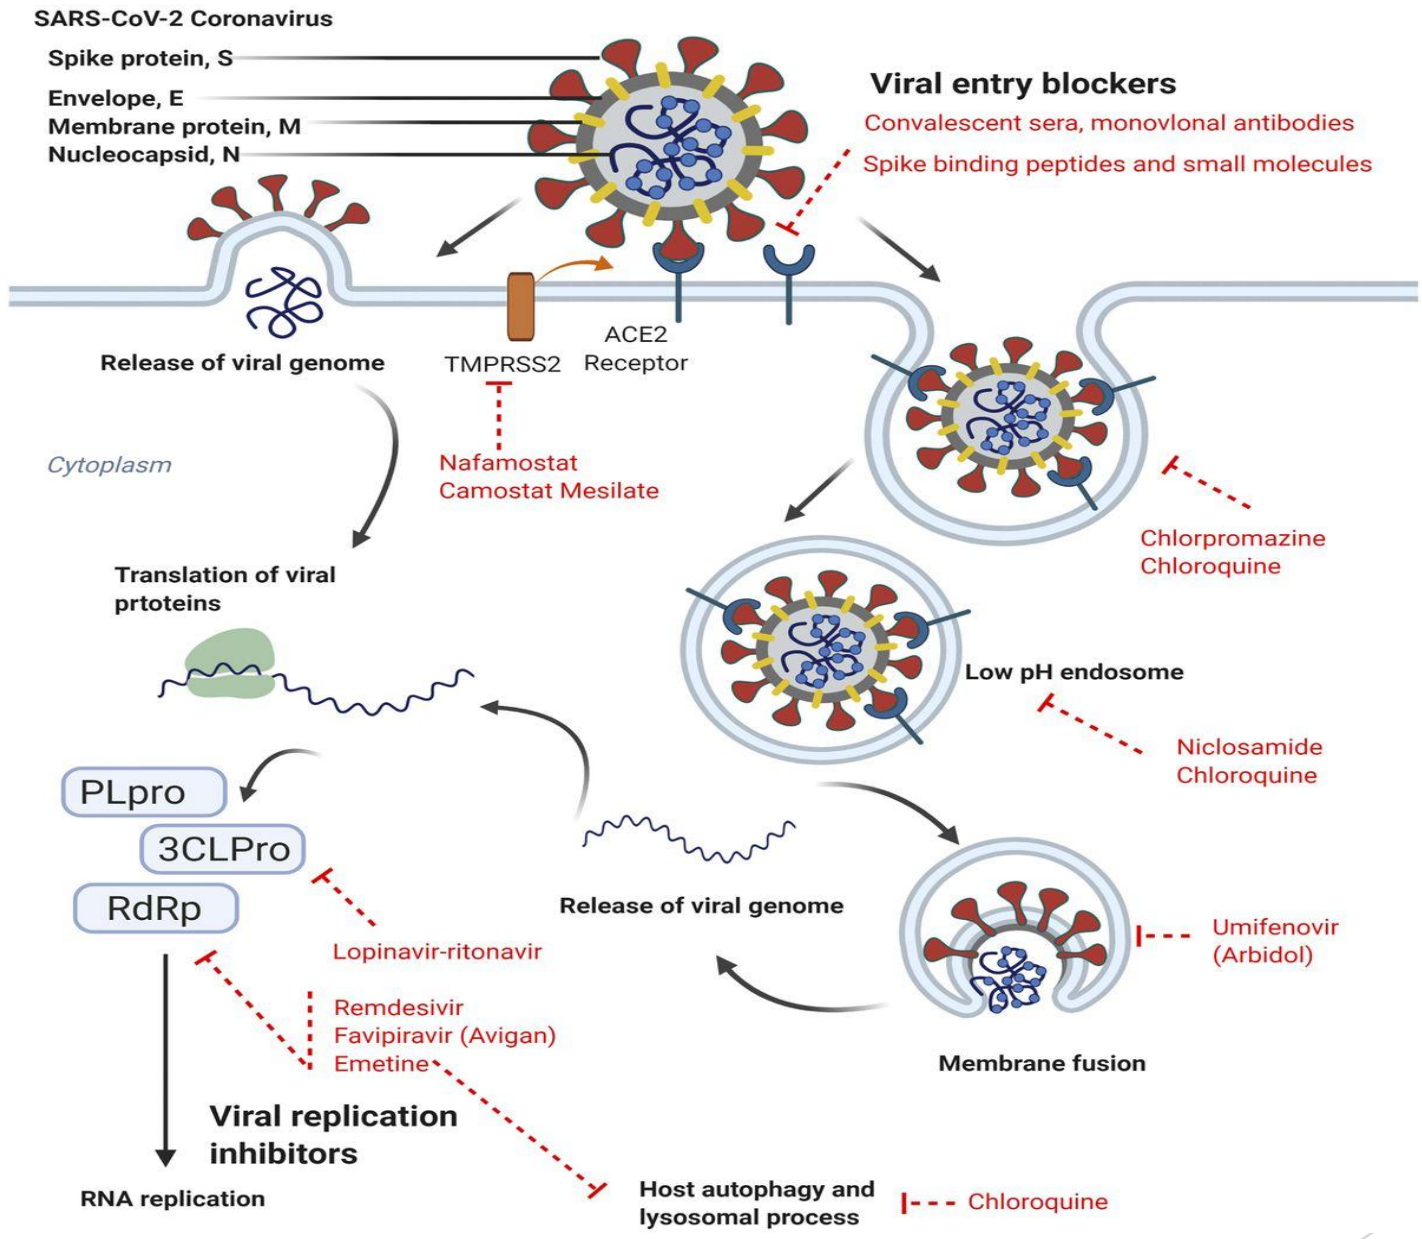 SARS-CoV-2 Coronavirus
Spike protein, S
Envelope, E
Membrane protein, M
Nucleocapsid, N
Viral entry blockers
Convalescent sera, monovlonal antibodies
Spike binding peptides and small molecules
Release of viral genome
TMPRSS2
ACE2
Receptor
Cytoplasm
Nafamostat
Camostat Mesilate
Chlorpromazine
Chloroquine
Translation of viral
prtoteins
Low pH endosome
Niclosamide
Chloroquine
PLpro
3CLPro
RdRp
Release of viral genome
Lopinavir-ritonavir
Umifenovir
(Arbidol)
Remdesivir
Favipiravir (Avigan)
Emetine
Membrane fusion
Viral replication
inhibitors
RNA replication
Host autophagy and
lysosomal process
Chloroquine